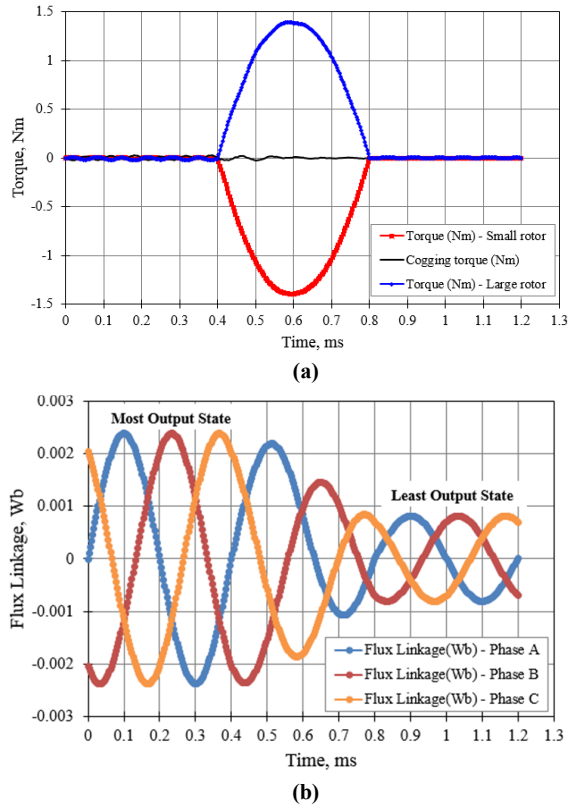 1.5
1
0.5
0
-0.5
-1
-1.5
Torque, Nm
Torque (Nm) - Small rotor
Cogging torque (Nm)
Torque (Nm) - Large rotor
0 0.1 0.2 0.3 0.4 0.5 0.6 0.7 0.8 0.9 1 1.1 1.2 1.3
Time, ms
(a)
0.003
0.002
0.001
0
-0.001
-0.002
-0.003
Flux Linkage, Wb
Most Output State
Least Output State
Flux Linkage(Wb) - Phase A
Flux Linkage(Wb) - Phase B
Flux Linkage(Wb) - Phase C
0 0.1 0.2 0.3 0.4 0.5 0.6 0.7 0.8 0.9 1 1.1 1.2 1.3
Time, ms
(b)